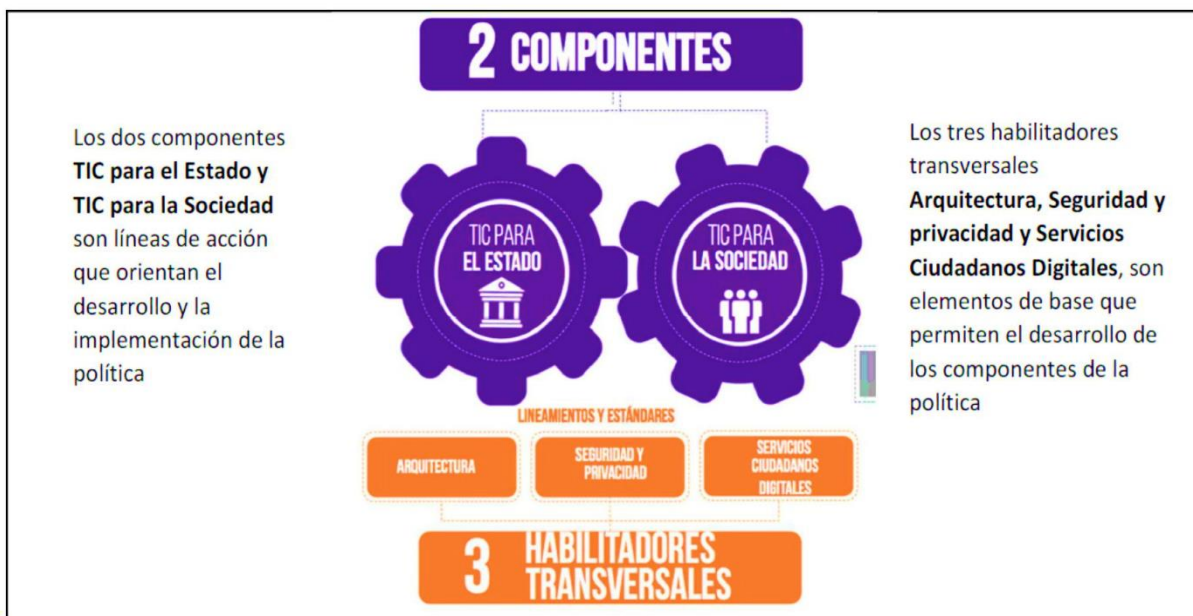 2 COMPONENTES
Los dos componentes
TIC para el Estado y
TIC para la Sociedad
son líneas de acción
que orientan el
desarrollo y la
implementación de la
política
TIC PARA
EL ESTADO
TIC PARA
LA SOCIEDAD
Los tres habilitadores
transversales
Arquitectura, Seguridad y
privacidad y Servicios
Ciudadanos Digitales, son
elementos de base que
permiten el desarrollo de
los componentes de la
política
LINEAMIENTOS Y ESTÁNDARES
ARQUITECTURA
SEGURIDAD Y
PRIVACIDAD
SERVICIOS
CIUDADANOS
DIGITALES
3 HABILITADORES
TRANSVERSALES